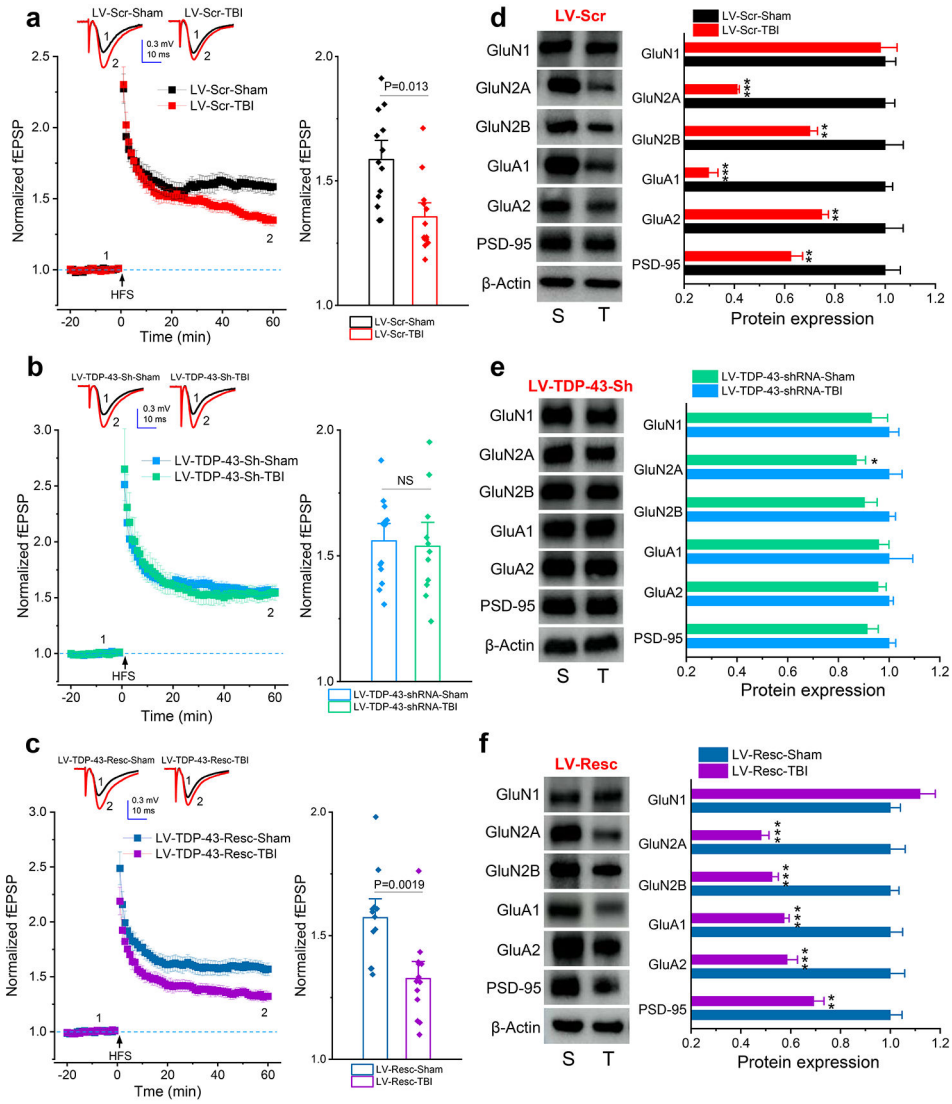 a
LV-Scr-Sham
LV-Scr-TBI
1
2
0.3 mV
10 ms
LV-Scr-Sham
LV-Scr-TBI
Normalized fEPSP
2.5
2.0
1.5
1.0
1
2
HFS
-20
0
20
40
60
Time (min)
Normalized fEPSP
2.0
1.5
1.0
P=0.013
LV-Scr-Sham
LV-Scr-TBI
b
LV-TDP-43-Sh-Sham
LV-TDP-43-Sh-TBI
1
2
1
2
0.3 mV
10 ms
LV-TDP-43-Sh-Sham
LV-TDP-43-Sh-TBI
Normalized fEPSP
3.0
2.5
2.0
1.5
1.0
1
2
HFS
-20
0
20
40
60
Time (min)
Normalized fEPSP
2.0
1.5
1.0
NS
LV-TDP-43-shRNA-Sham
LV-TDP-43-shRNA-TBI
c
LV-TDP-43-Resc-Sham
LV-TDP-43-Resc-TBI
1
2
1
2
0.3 mV
10 ms
LV-TDP-43-Resc-Sham
LV-TDP-43-Resc-TBI
Normalized fEPSP
3.0
2.5
2.0
1.5
1.0
1
2
HFS
-20
0
20
40
60
Tme (min)
Normalized fEPSP
2.0
1.5
1.0
P=0.0019
LV-Resc-Sham
LV-Resc-TBI
d
LV-Scr
GluN1
GluN2A
GluN2B
GluA1
GluA2
PSD-95
β-Actin
S T
LV-Scr-Sham
LV-Scr-TBI
GluN1
GluN2A
***
GluN2B
**
GluA1
***
GluA2
**
PSD-95
**
0.2 0.4 0.6 0.8 1.0 1.2
Protein expression
e
LV-TDP-43-Sh
GluN1
GluN2A
GluN2B
GluA1
GluA2
PSD-95
β-Actin
S T
LV-TDP-43-shRNA-Sham
LV-TDP-43-shRNA-TBI
GluN1
GluN2A
*
GluN2B
GluA1
GluA2
PSD-95
0.2 0.4 0.6 0.8 1.0 1.2
Protein expression
f
LV-Resc
GluN1
GluN2A
GluN2B
GluA1
GluA2
PSD-95
β-Actin
S T
LV-Resc-Sham
LV-Resc-TBI
GluN1
GluN2A
***
GluN2B
***
GluA1
***
GluA2
***
PSD-95
**
0.2 0.4 0.6 0.8 1.0 1.2
Protein expression